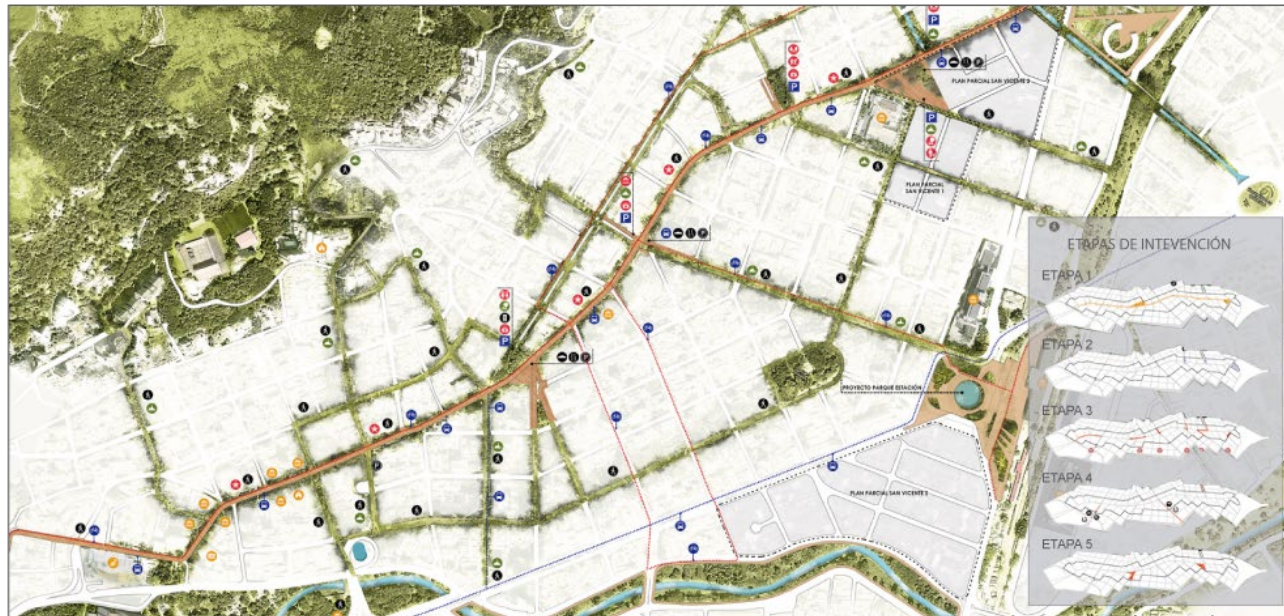 PLAN PARCIAL SAN VICENTE 2
PLAN PARCIAL
SAN VICENTE 1
PROYECTO PARQUE ESTACIÓN
PLAN PARCIAL SAN VICENTE 3
ETAPAS DE INTEVENCIÓN
ETAPA 1
ETAPA 2
ETAPA 3
ETAPA 4
ETAPA 5
P
P
P
P
P
P
P
P